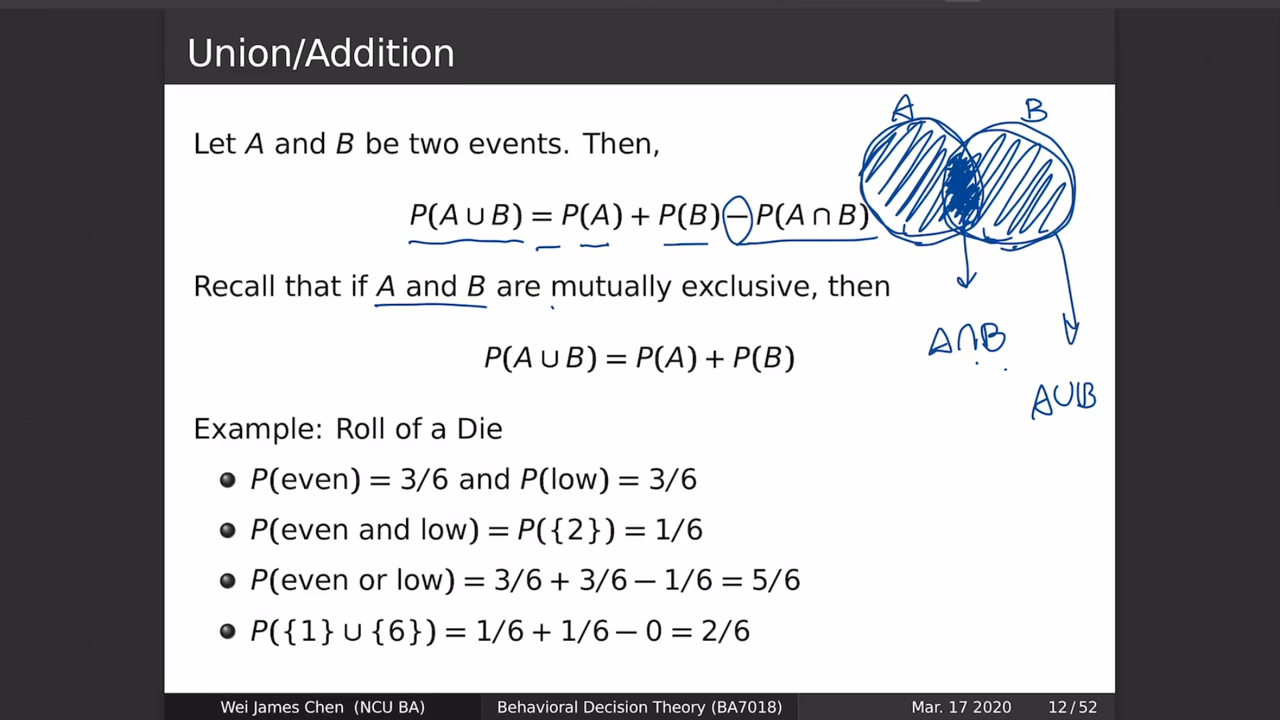 Union/Addition
Let A and B be two events. Then,
P(A ∪ B) = P(A) + P(B) − P(A ∩ B)
Recall that if A and B are mutually exclusive, then
P(A ∪ B) = P(A) + P(B)
Example: Roll of a Die
P(even) = 3/6 and P(low) = 3/6
P(even and low) = P({2}) = 1/6
P(even or low) = 3/6 + 3/6 − 1/6 = 5/6
P({1} ∪ {6}) = 1/6 + 1/6 − 0 = 2/6
A B
A∩B
A∪B
Wei James Chen (NCU BA) Behavioral Decision Theory (BA7018) Mar. 17 2020 12 / 52